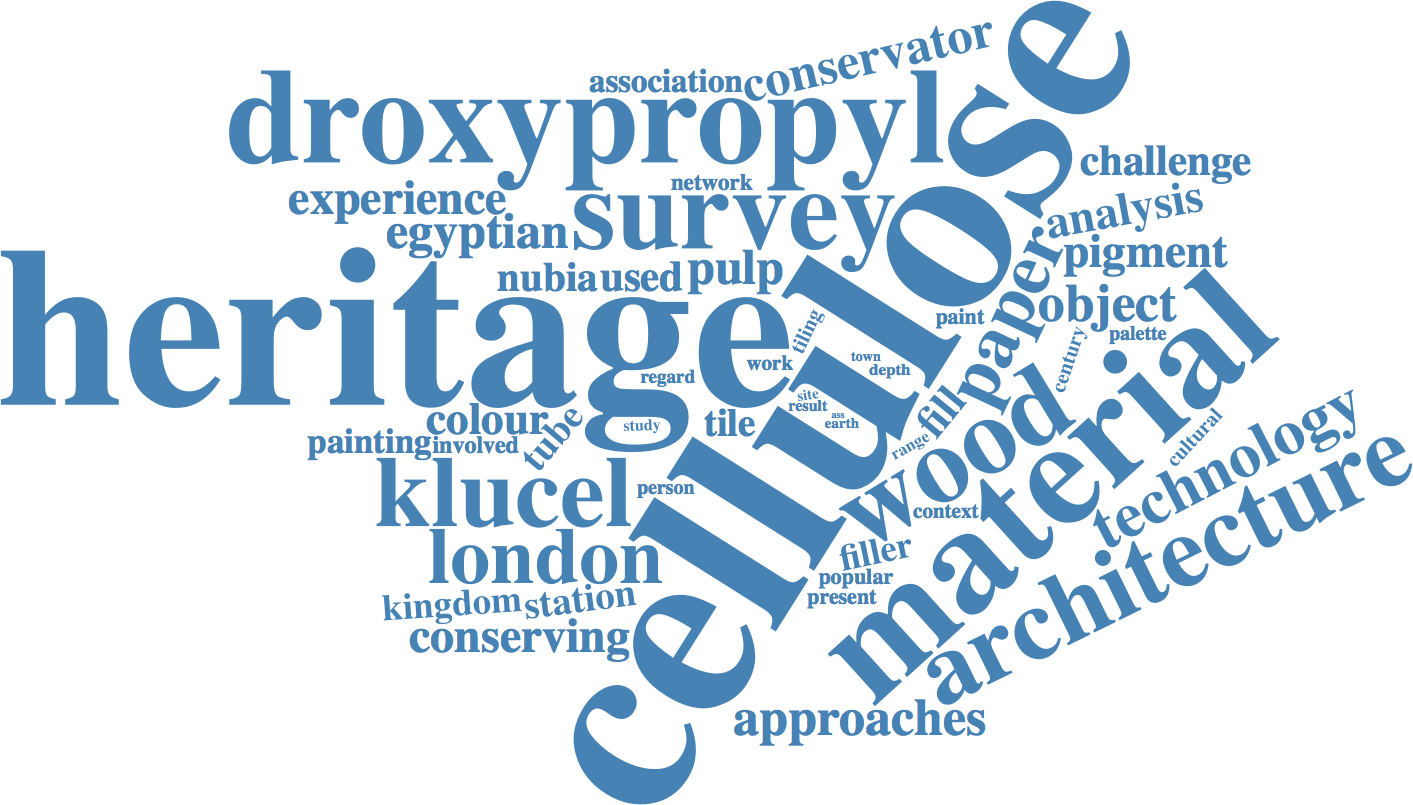 conservator
association
droxypropyl
cellulose
challenge
network
experience
survey
analysis
egyptian
pigment
nubia
used
pulp
heritage
paper
object
paint
palette
tiling
century
work
town
depth
regard
site
result
ass
earth
fill
material
colour
tube
tile
study
painting
involved
range
wood
cultural
technology
klucel
person
context
architecture
london
filler
popular
present
kingdom
station
conserving
approaches